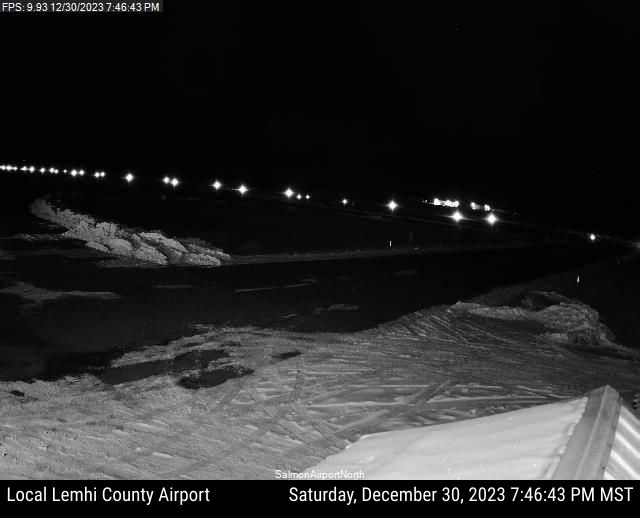 FPS: 9.93 12/30/2023 7:46:43 PM
SalmonAirportNorth
Local Lemhi County Airport Saturday, December 30, 2023 7:46:43 PM MST